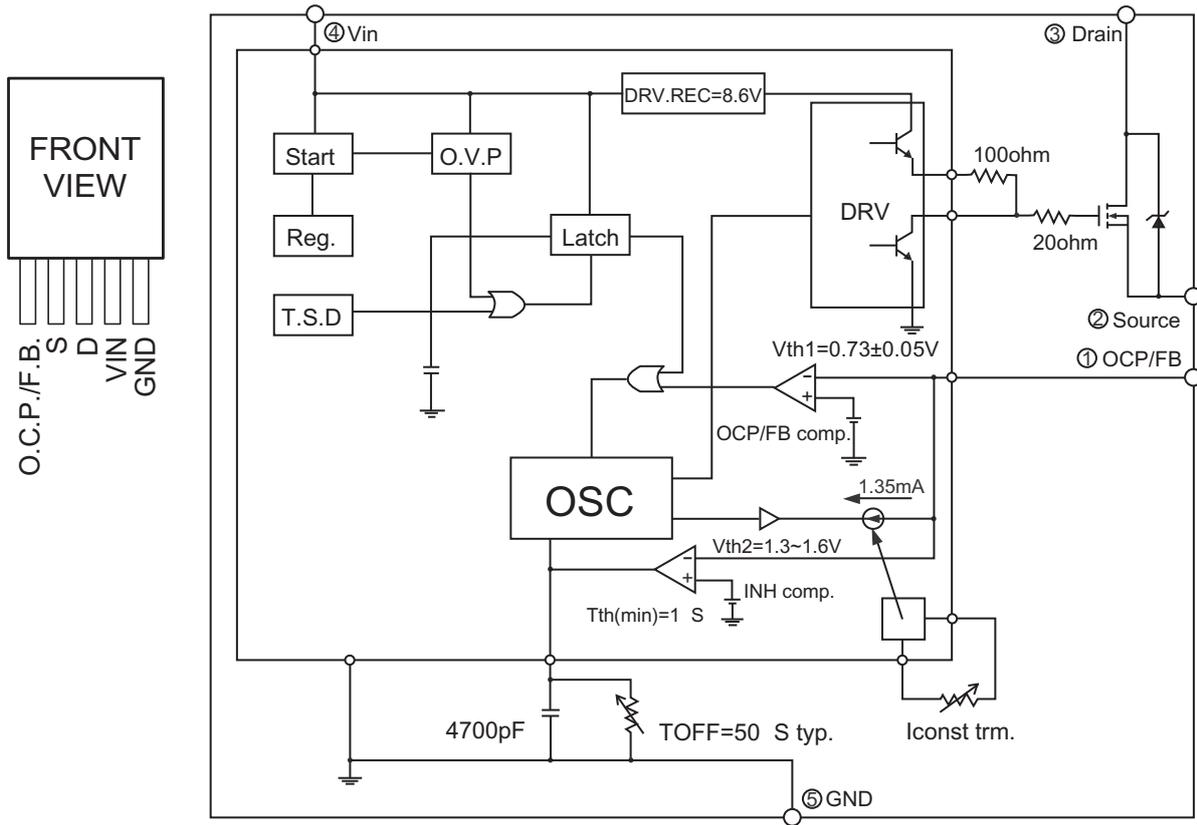 ④Vin
③ Drain
FRONT
VIEW
O.C.P./F.B.
S
D
VIN
GND
DRV.REC=8.6V
Start
O.V.P
Reg.
Latch
T.S.D
DRV
100ohm
20ohm
② Source
Vth1=0.73±0.05V
① OCP/FB
OCP/FB comp.
OSC
1.35mA
Vth2=1.3~1.6V
INH comp.
Tth(min)=1 S
4700pF
TOFF=50 S typ.
Iconst trm.
⑤ GND